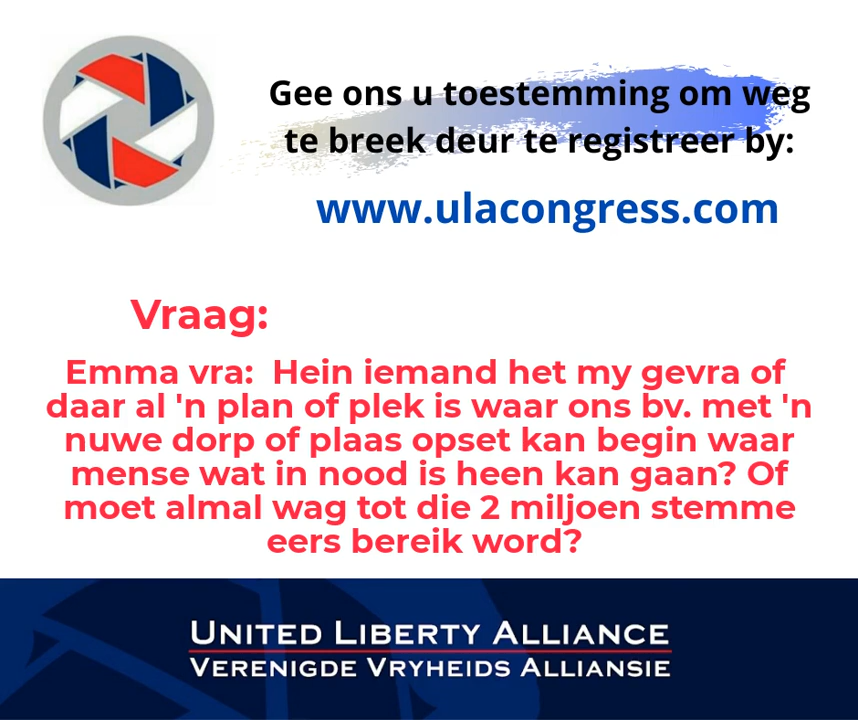 Gee ons u toestemming om weg
te breek deur te registreer by:
www.ulacongress.com
Vraag:
Emma vra:  Hein iemand het my gevra of
daar al 'n plan of plek is waar ons bv. met 'n
nuwe dorp of plaas opset kan begin waar
mense wat in nood is heen kan gaan? Of
moet almal wag tot die 2 miljoen stemme
eers bereik word?
UNITED LIBERTY ALLIANCE
VERENIGDE VRYHEIDS ALLIANSIE